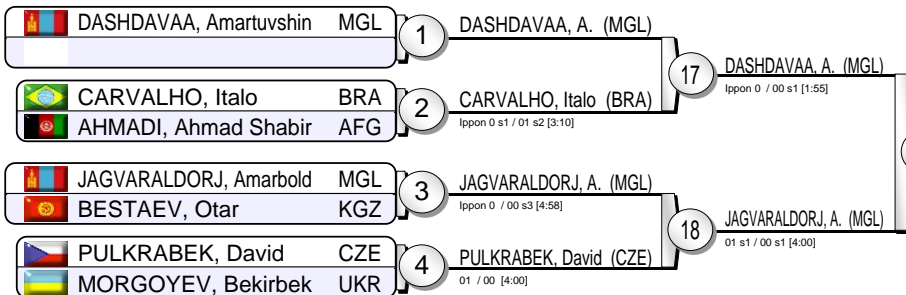 DASHDAVAA, Amartuvshin MGL
1
DASHDAVAA, A. (MGL)
CARVALHO, Italo BRA
AHMADI, Ahmad Shabir AFG
2
CARVALHO, Italo (BRA)
Ippon 0 s1 / 01 s2 [3:10]
17
DASHDAVAA, A. (MGL)
Ippon 0 / 00 s1 [1:55]
JAGVARALDORJ, Amarbold MGL
BESTAEV, Otar KGZ
3
JAGVARALDORJ, A. (MGL)
Ippon 0 / 00 s3 [4:58]
PULKRABEK, David CZE
MORGOYEV, Bekirbek UKR
4
PULKRABEK, David (CZE)
01 / 00 [4:00]
18
JAGVARALDORJ, A. (MGL)
01 s1 / 00 s1 [4:00]